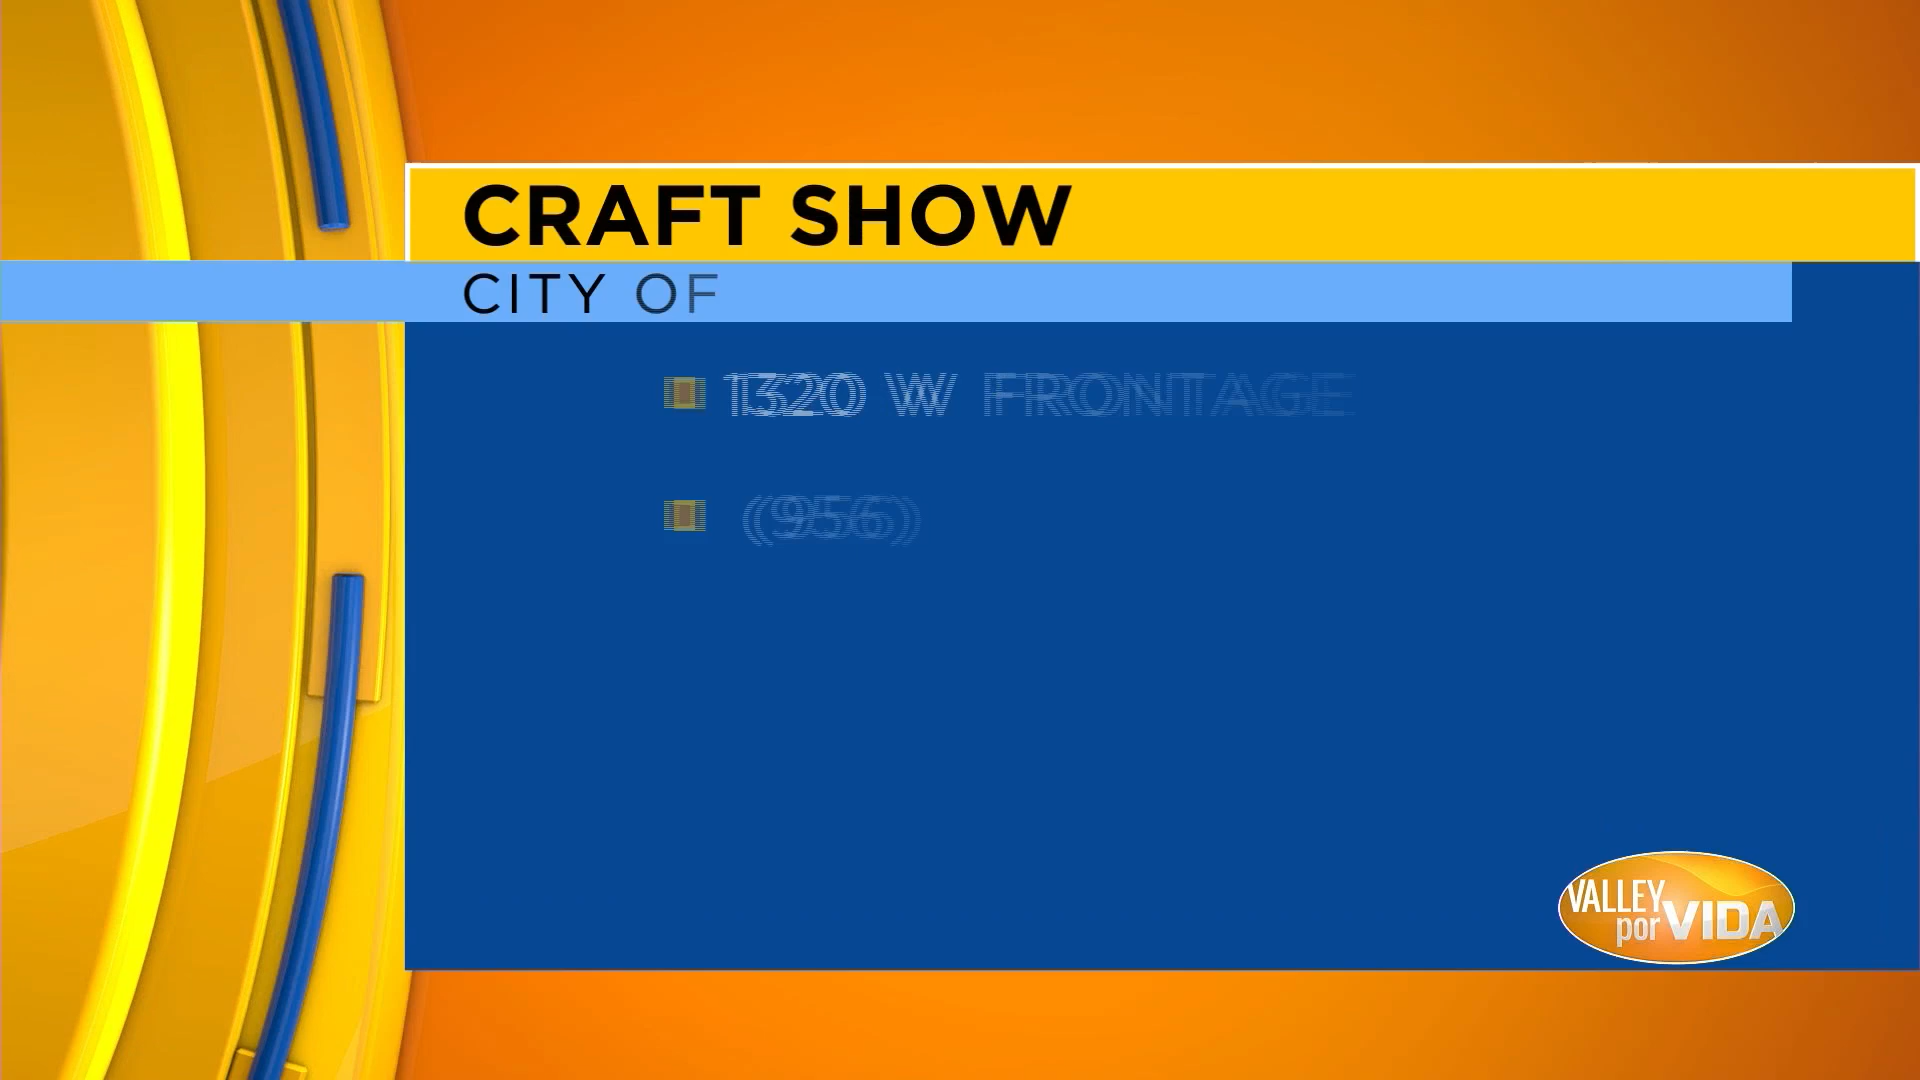 CRAFT SHOW
CITY OF
1320 W FRONTAGE
(956)
VALLEY
por VIDA